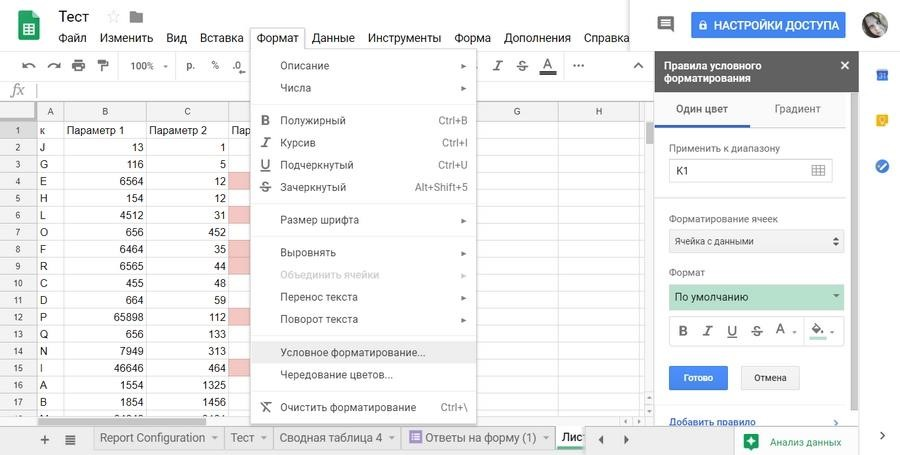 Тест
Файл Изменить Вид Вставка Формат Данные Инструменты Форма Дополнения Справка
НАСТРОЙКИ ДОСТУПА
100% р. % .0
fx
A B C G H
1 к Параметр 1 Параметр 2 Пар
2 J 13 1
3 G 116 5
4 E 6564 12
5 H 154 12
6 L 4512 31
7 O 656 452
8 F 6464 35
9 R 6565 44
10 C 455 48
11 D 664 59
12 P 65898 112
13 Q 656 133
14 N 7949 313
15 I 46646 464
16 A 1554 1325
17 B 1854 1456
Описание
Числа
B Полужирный Ctrl+B
I Курсив Ctrl+I
U Подчеркнутый Ctrl+U
S Зачеркнутый Alt+Shift+5
Размер шрифта
Выровнять
Объединить ячейки
Перенос текста
Поворот текста
Условное форматирование...
Чередование цветов...
Очистить форматирование Ctrl+\
Правила условного
форматирования
Один цвет Градиент
Применить к диапазону
K1
Форматирование ячеек
Ячейка с данными
Формат
По умолчанию
B I U S A
Готово Отмена
Добавить правило
Report Configuration Тест Сводная таблица 4 Ответы на форму (1) Лис
Анализ данных